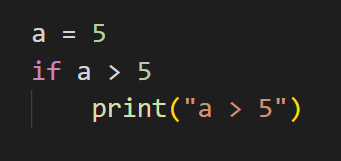 a = 5
if a > 5
    print("a > 5")